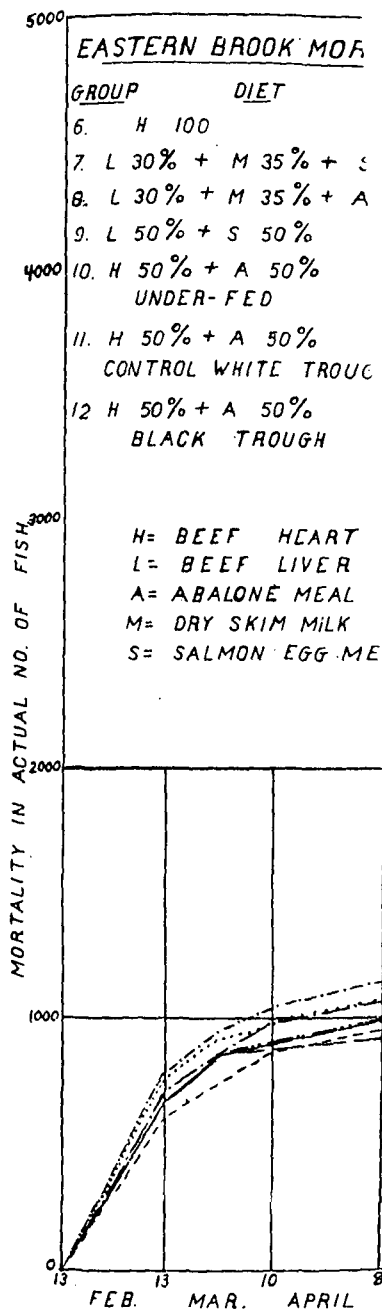 5000
EASTERN BROOK MOR
GROUP DIET
6. H 100
7. L 30% + M 35% + S
8. L 30% + M 35% + A
9. L 50% + S 50%
4000
10. H 50% + A 50%
UNDER-FED
11. H 50% + A 50%
CONTROL WHITE TROUG
12 H 50% + A 50%
BLACK TROUGH
3000
H= BEEF HEART
L= BEEF LIVER
A= ABALONE MEAL
M= DRY SKIM MILK
S= SALMON EGG ME
MORTALITY IN ACTUAL NO. OF FISH
2000
1000
0
13 13 10 8
FEB. MAR. APRIL